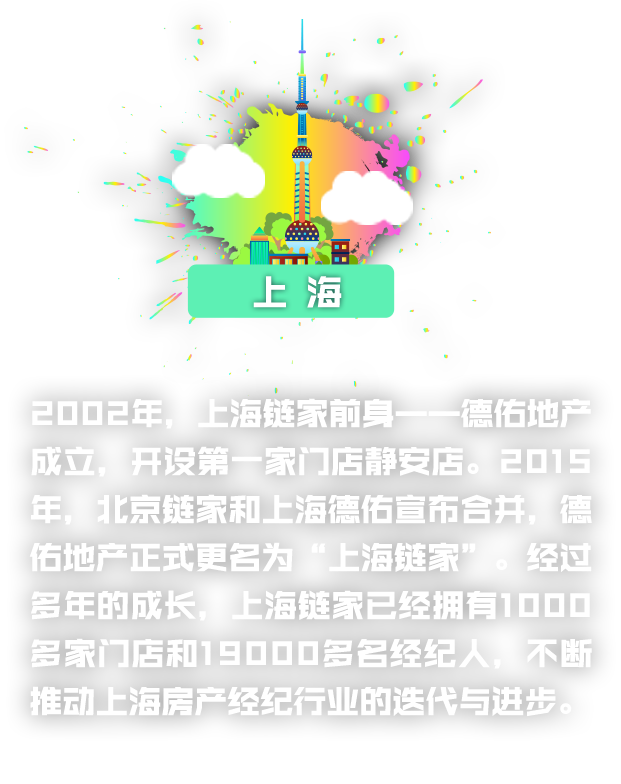 上海
2002年，上海链家前身——德佑地产
成立，开设第一家门店静安店。2015
年，北京链家和上海德佑宣布合并，德
佑地产正式更名为“上海链家”。经过
多年的成长，上海链家已经拥有1000
多家门店和19000多名经纪人，不断
推动上海房产经纪行业的迭代与进步。